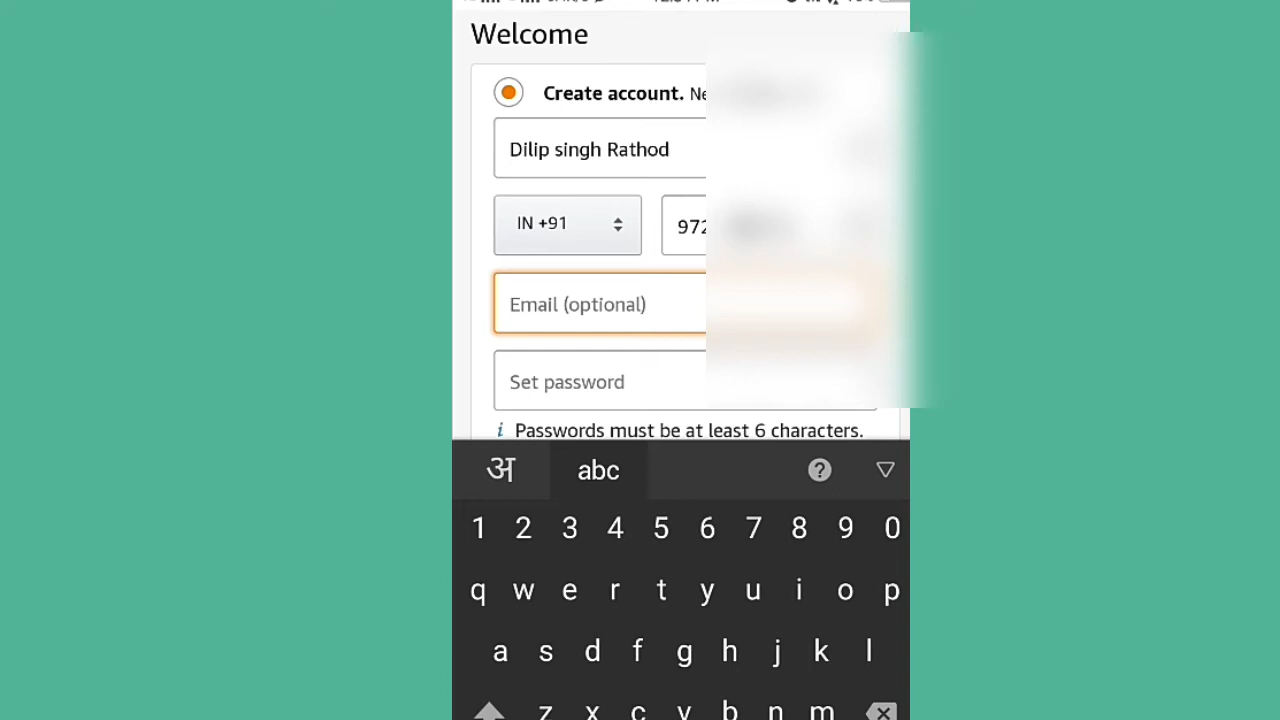 Welcome
Create account.
Dilip singh Rathod
IN +91
972
Email (optional)
Set password
i Passwords must be at least 6 characters.
अ abc ?
1 2 3 4 5 6 7 8 9 0
q w e r t y u i o p
a s d f g h j k l
z x c v b n m